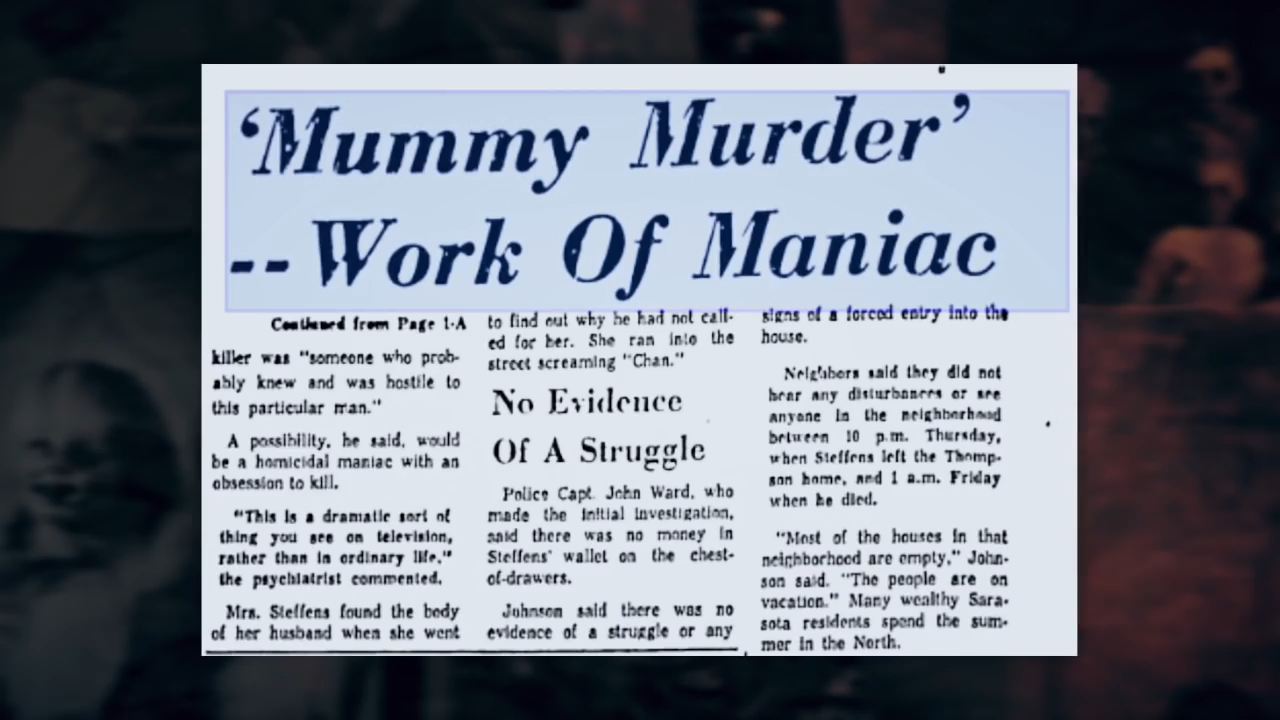 'Mummy Murder'
--Work Of Maniac
Continued from Page 1-A
killer was "someone who prob-
ably knew and was hostile to
this particular man."
A possibility, he said, would
be a homicidal maniac with an
obsession to kill.
"This is a dramatic sort of
thing you see on television,
rather than in ordinary life,"
the psychiatrist commented.
Mrs. Steffens found the body
of her husband when she went
to find out why he had not call-
ed for her. She ran into the
street screaming "Chan."
No Evidence
Of A Struggle
Police Capt. John Ward, who
made the initial investigation,
said there was no money in
Steffens' wallet on the chest-
of-drawers.
Johnson said there was no
evidence of a struggle or any
signs of a forced entry into the
house.
Neighbors said they did not
hear any disturbances or see
anyone in the neighborhood
between 10 p.m. Thursday,
when Steffens left the Thomp-
son home, and 1 a.m. Friday
when he died.
"Most of the houses in that
neighborhood are empty," John-
son said. "The people are on
vacation." Many wealthy Sara-
sota residents spend the sum-
mer in the North.